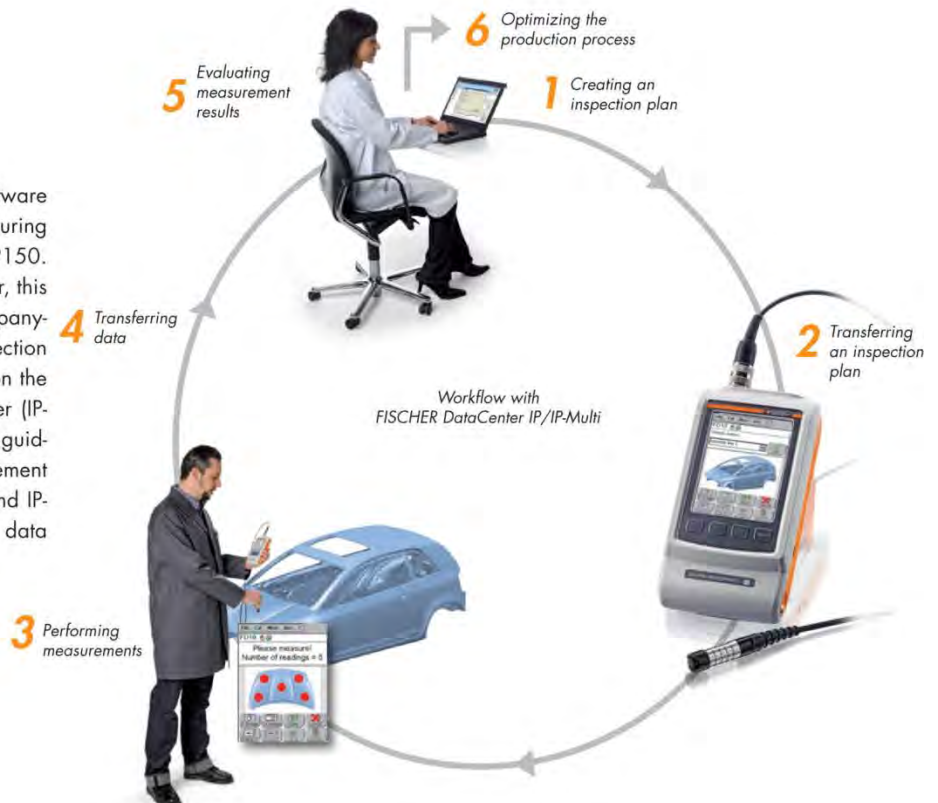 6 Optimizing the
production process
5 Evaluating
measurement
results
1 Creating an
inspection plan
ware
uring
150.
r, this
pany-
ection
on the
er (IP-
guid-
ement
nd IP-
data
4 Transferring
data
2 Transferring
an inspection
plan
Workflow with
FISCHER DataCenter IP/IP-Multi
3 Performing
measurements
Please measure!
Number of readings = 5